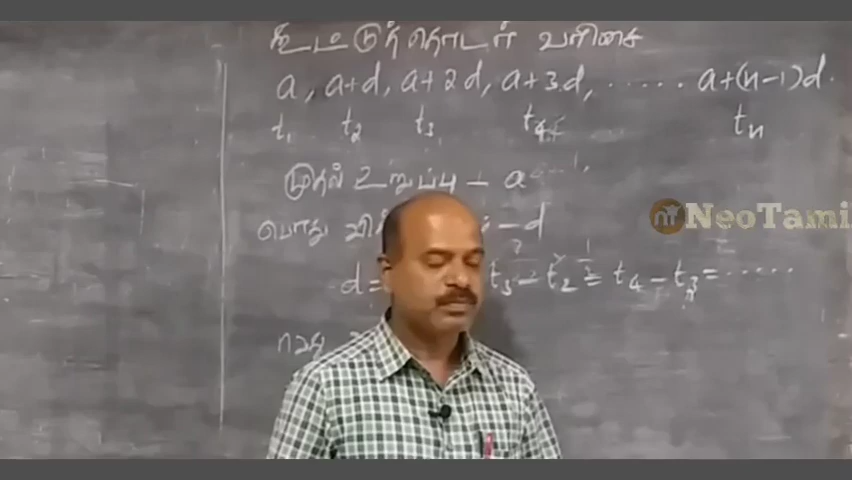 கூட்டுத்தொடர் வரிசை
a, a+d, a+2d, a+3d, ..... a+(n-1)d.
t₁ t₂ t₃ t₄ tₙ
முதல் உறுப்பு - a
பொது - d
d = t₃ - t₂ = t₄ - t₃ = .....
NeoTami